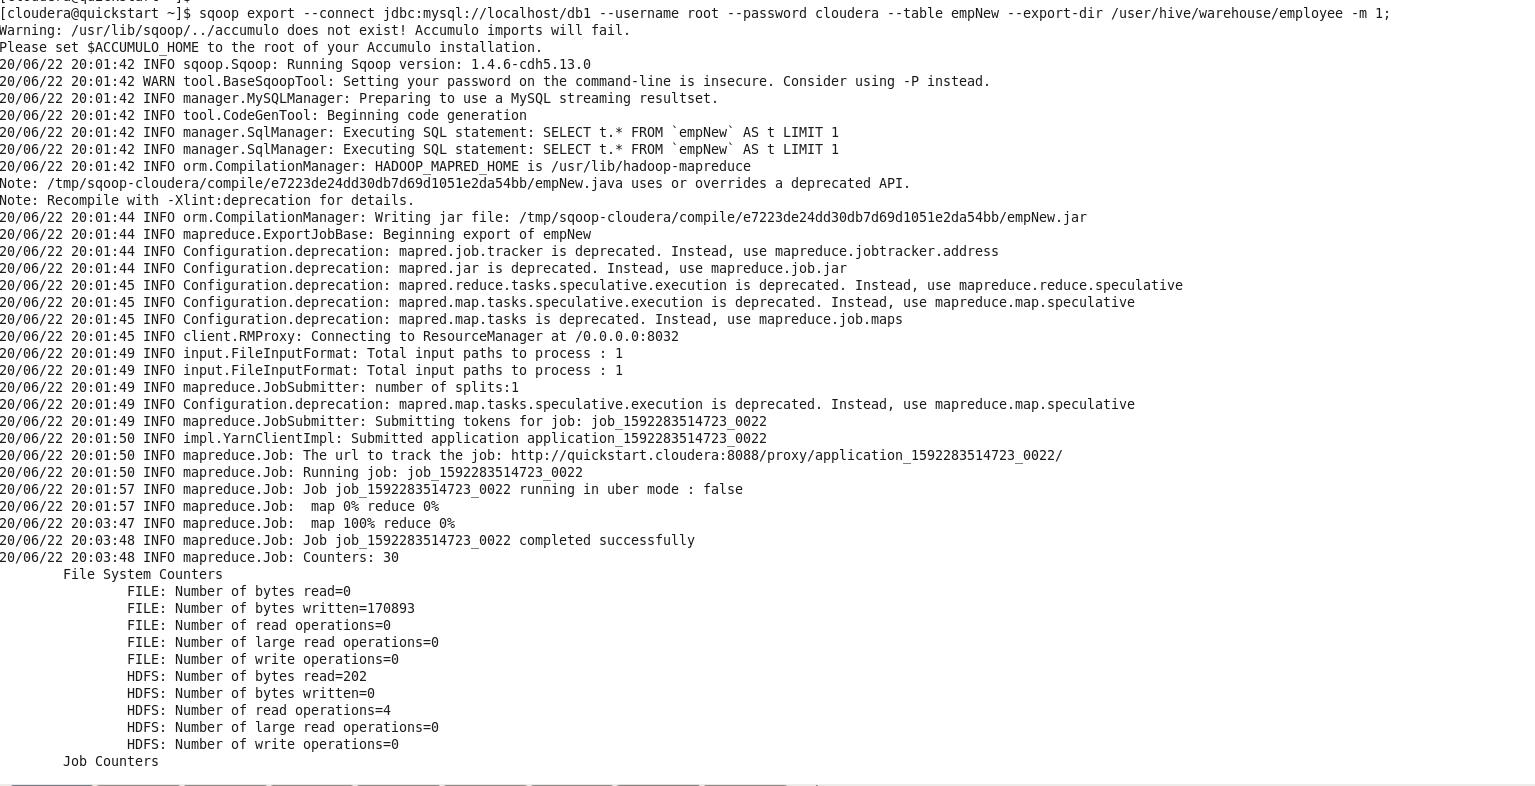 [cloudera@quickstart ~]$
[cloudera@quickstart ~]$ sqoop export --connect jdbc:mysql://localhost/db1 --username root --password cloudera --table empNew --export-dir /user/hive/warehouse/employee -m 1;
Warning: /usr/lib/sqoop/../accumulo does not exist! Accumulo imports will fail.
Please set $ACCUMULO_HOME to the root of your Accumulo installation.
20/06/22 20:01:42 INFO sqoop.Sqoop: Running Sqoop version: 1.4.6-cdh5.13.0
20/06/22 20:01:42 WARN tool.BaseSqoopTool: Setting your password on the command-line is insecure. Consider using -P instead.
20/06/22 20:01:42 INFO manager.MySQLManager: Preparing to use a MySQL streaming resultset.
20/06/22 20:01:42 INFO tool.CodeGenTool: Beginning code generation
20/06/22 20:01:42 INFO manager.SqlManager: Executing SQL statement: SELECT t.* FROM `empNew` AS t LIMIT 1
20/06/22 20:01:42 INFO manager.SqlManager: Executing SQL statement: SELECT t.* FROM `empNew` AS t LIMIT 1
20/06/22 20:01:42 INFO orm.CompilationManager: HADOOP_MAPRED_HOME is /usr/lib/hadoop-mapreduce
Note: /tmp/sqoop-cloudera/compile/e7223de24dd30db7d69d1051e2da54bb/empNew.java uses or overrides a deprecated API.
Note: Recompile with -Xlint:deprecation for details.
20/06/22 20:01:44 INFO orm.CompilationManager: Writing jar file: /tmp/sqoop-cloudera/compile/e7223de24dd30db7d69d1051e2da54bb/empNew.jar
20/06/22 20:01:44 INFO mapreduce.ExportJobBase: Beginning export of empNew
20/06/22 20:01:44 INFO Configuration.deprecation: mapred.job.tracker is deprecated. Instead, use mapreduce.jobtracker.address
20/06/22 20:01:44 INFO Configuration.deprecation: mapred.jar is deprecated. Instead, use mapreduce.job.jar
20/06/22 20:01:45 INFO Configuration.deprecation: mapred.reduce.tasks.speculative.execution is deprecated. Instead, use mapreduce.reduce.speculative
20/06/22 20:01:45 INFO Configuration.deprecation: mapred.map.tasks.speculative.execution is deprecated. Instead, use mapreduce.map.speculative
20/06/22 20:01:45 INFO Configuration.deprecation: mapred.map.tasks is deprecated. Instead, use mapreduce.job.maps
20/06/22 20:01:45 INFO client.RMProxy: Connecting to ResourceManager at /0.0.0.0:8032
20/06/22 20:01:49 INFO input.FileInputFormat: Total input paths to process : 1
20/06/22 20:01:49 INFO input.FileInputFormat: Total input paths to process : 1
20/06/22 20:01:49 INFO mapreduce.JobSubmitter: number of splits:1
20/06/22 20:01:49 INFO Configuration.deprecation: mapred.map.tasks.speculative.execution is deprecated. Instead, use mapreduce.map.speculative
20/06/22 20:01:49 INFO mapreduce.JobSubmitter: Submitting tokens for job: job_1592283514723_0022
20/06/22 20:01:50 INFO impl.YarnClientImpl: Submitted application application_1592283514723_0022
20/06/22 20:01:50 INFO mapreduce.Job: The url to track the job: http://quickstart.cloudera:8088/proxy/application_1592283514723_0022/
20/06/22 20:01:50 INFO mapreduce.Job: Running job: job_1592283514723_0022
20/06/22 20:01:57 INFO mapreduce.Job: Job job_1592283514723_0022 running in uber mode : false
20/06/22 20:01:57 INFO mapreduce.Job:  map 0% reduce 0%
20/06/22 20:03:47 INFO mapreduce.Job:  map 100% reduce 0%
20/06/22 20:03:48 INFO mapreduce.Job: Job job_1592283514723_0022 completed successfully
20/06/22 20:03:48 INFO mapreduce.Job: Counters: 30
File System Counters
FILE: Number of bytes read=0
FILE: Number of bytes written=170893
FILE: Number of read operations=0
FILE: Number of large read operations=0
FILE: Number of write operations=0
HDFS: Number of bytes read=202
HDFS: Number of bytes written=0
HDFS: Number of read operations=4
HDFS: Number of large read operations=0
HDFS: Number of write operations=0
Job Counters